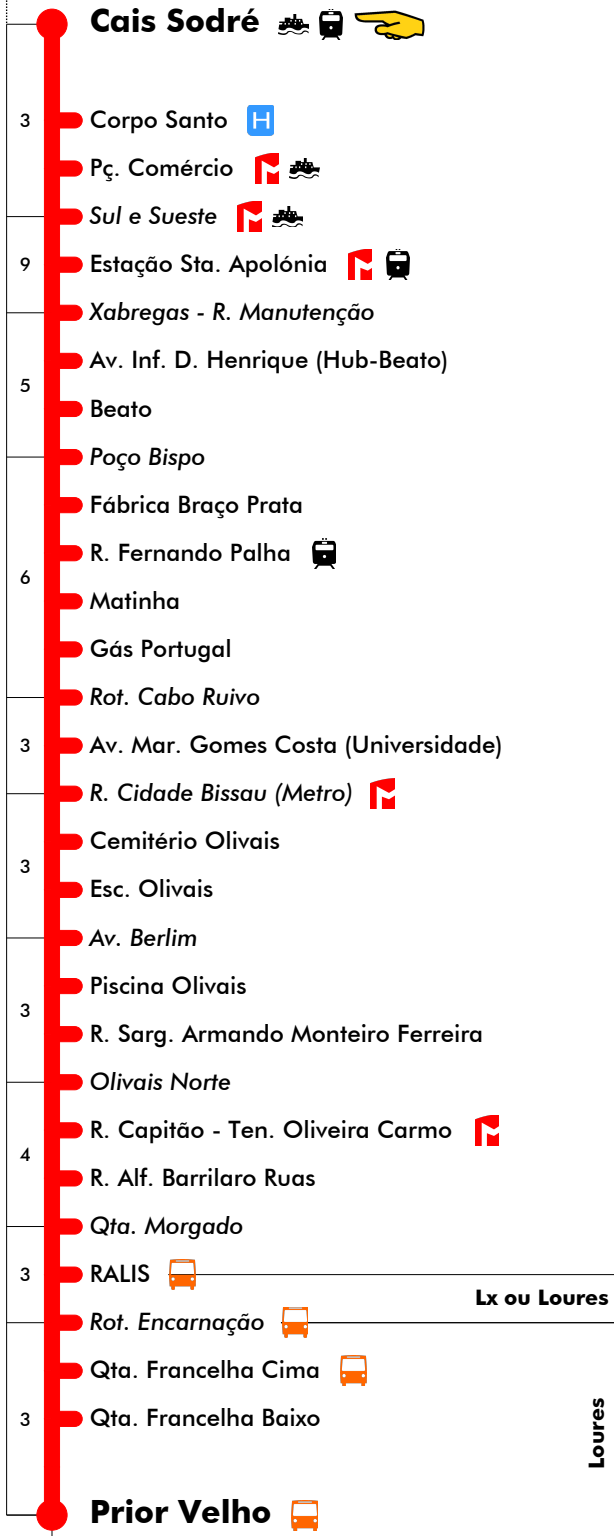 Cais Sodré
3
Corpo Santo H
Pç. Comércio
Sul e Sueste
9
Estação Sta. Apolónia
Xabregas - R. Manutenção
Av. Inf. D. Henrique (Hub-Beato)
5
Beato
Poço Bispo
Fábrica Braço Prata
R. Fernando Palha
6
Matinha
Gás Portugal
Rot. Cabo Ruivo
3
Av. Mar. Gomes Costa (Universidade)
R. Cidade Bissau (Metro)
Cemitério Olivais
3
Esc. Olivais
Av. Berlim
Piscina Olivais
3
R. Sarg. Armando Monteiro Ferreira
Olivais Norte
R. Capitão - Ten. Oliveira Carmo
4
R. Alf. Barrilaro Ruas
Qta. Morgado
3
RALIS
Lx ou Loures
Rot. Encarnação
Qta. Francelha Cima
3
Qta. Francelha Baixo
Loures
Prior Velho